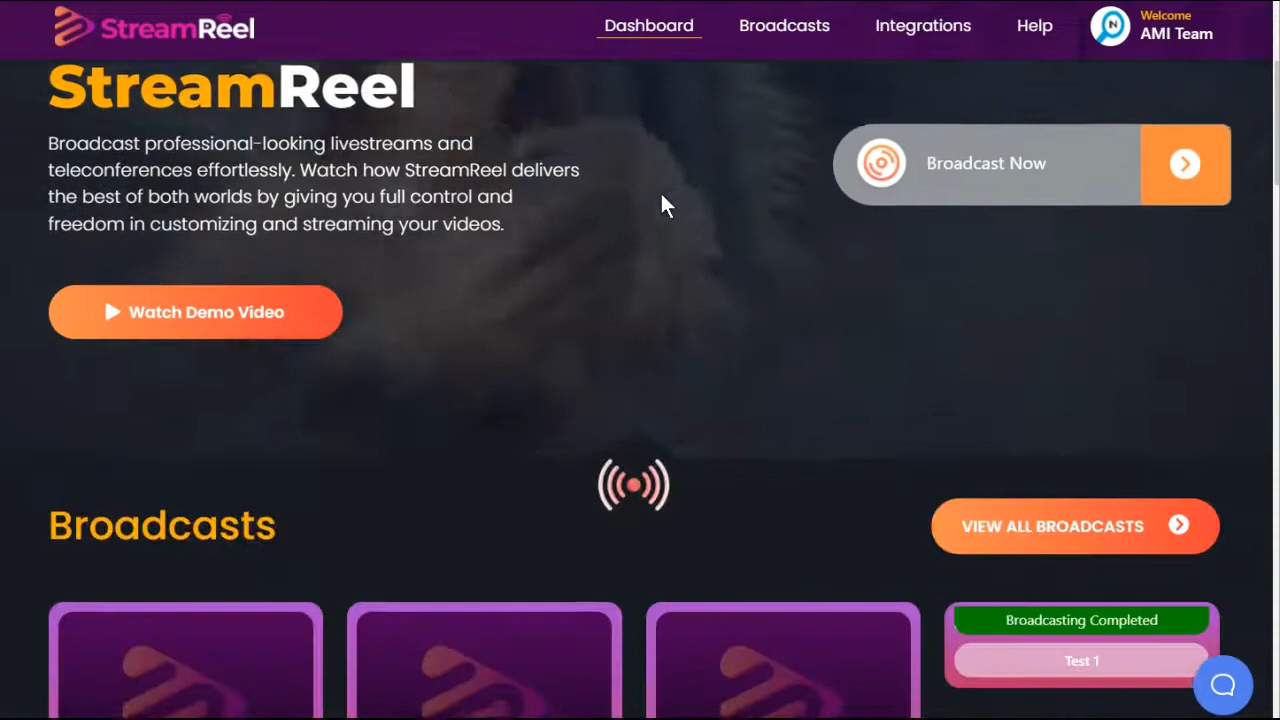 StreamReel
Dashboard
Broadcasts
Integrations
Help
Welcome
AMI Team
StreamReel
Broadcast professional-looking livestreams and
teleconferences effortlessly. Watch how StreamReel delivers
the best of both worlds by giving you full control and
freedom in customizing and streaming your videos.
Broadcast Now
Watch Demo Video
Broadcasts
VIEW ALL BROADCASTS
Broadcasting Completed
Test 1